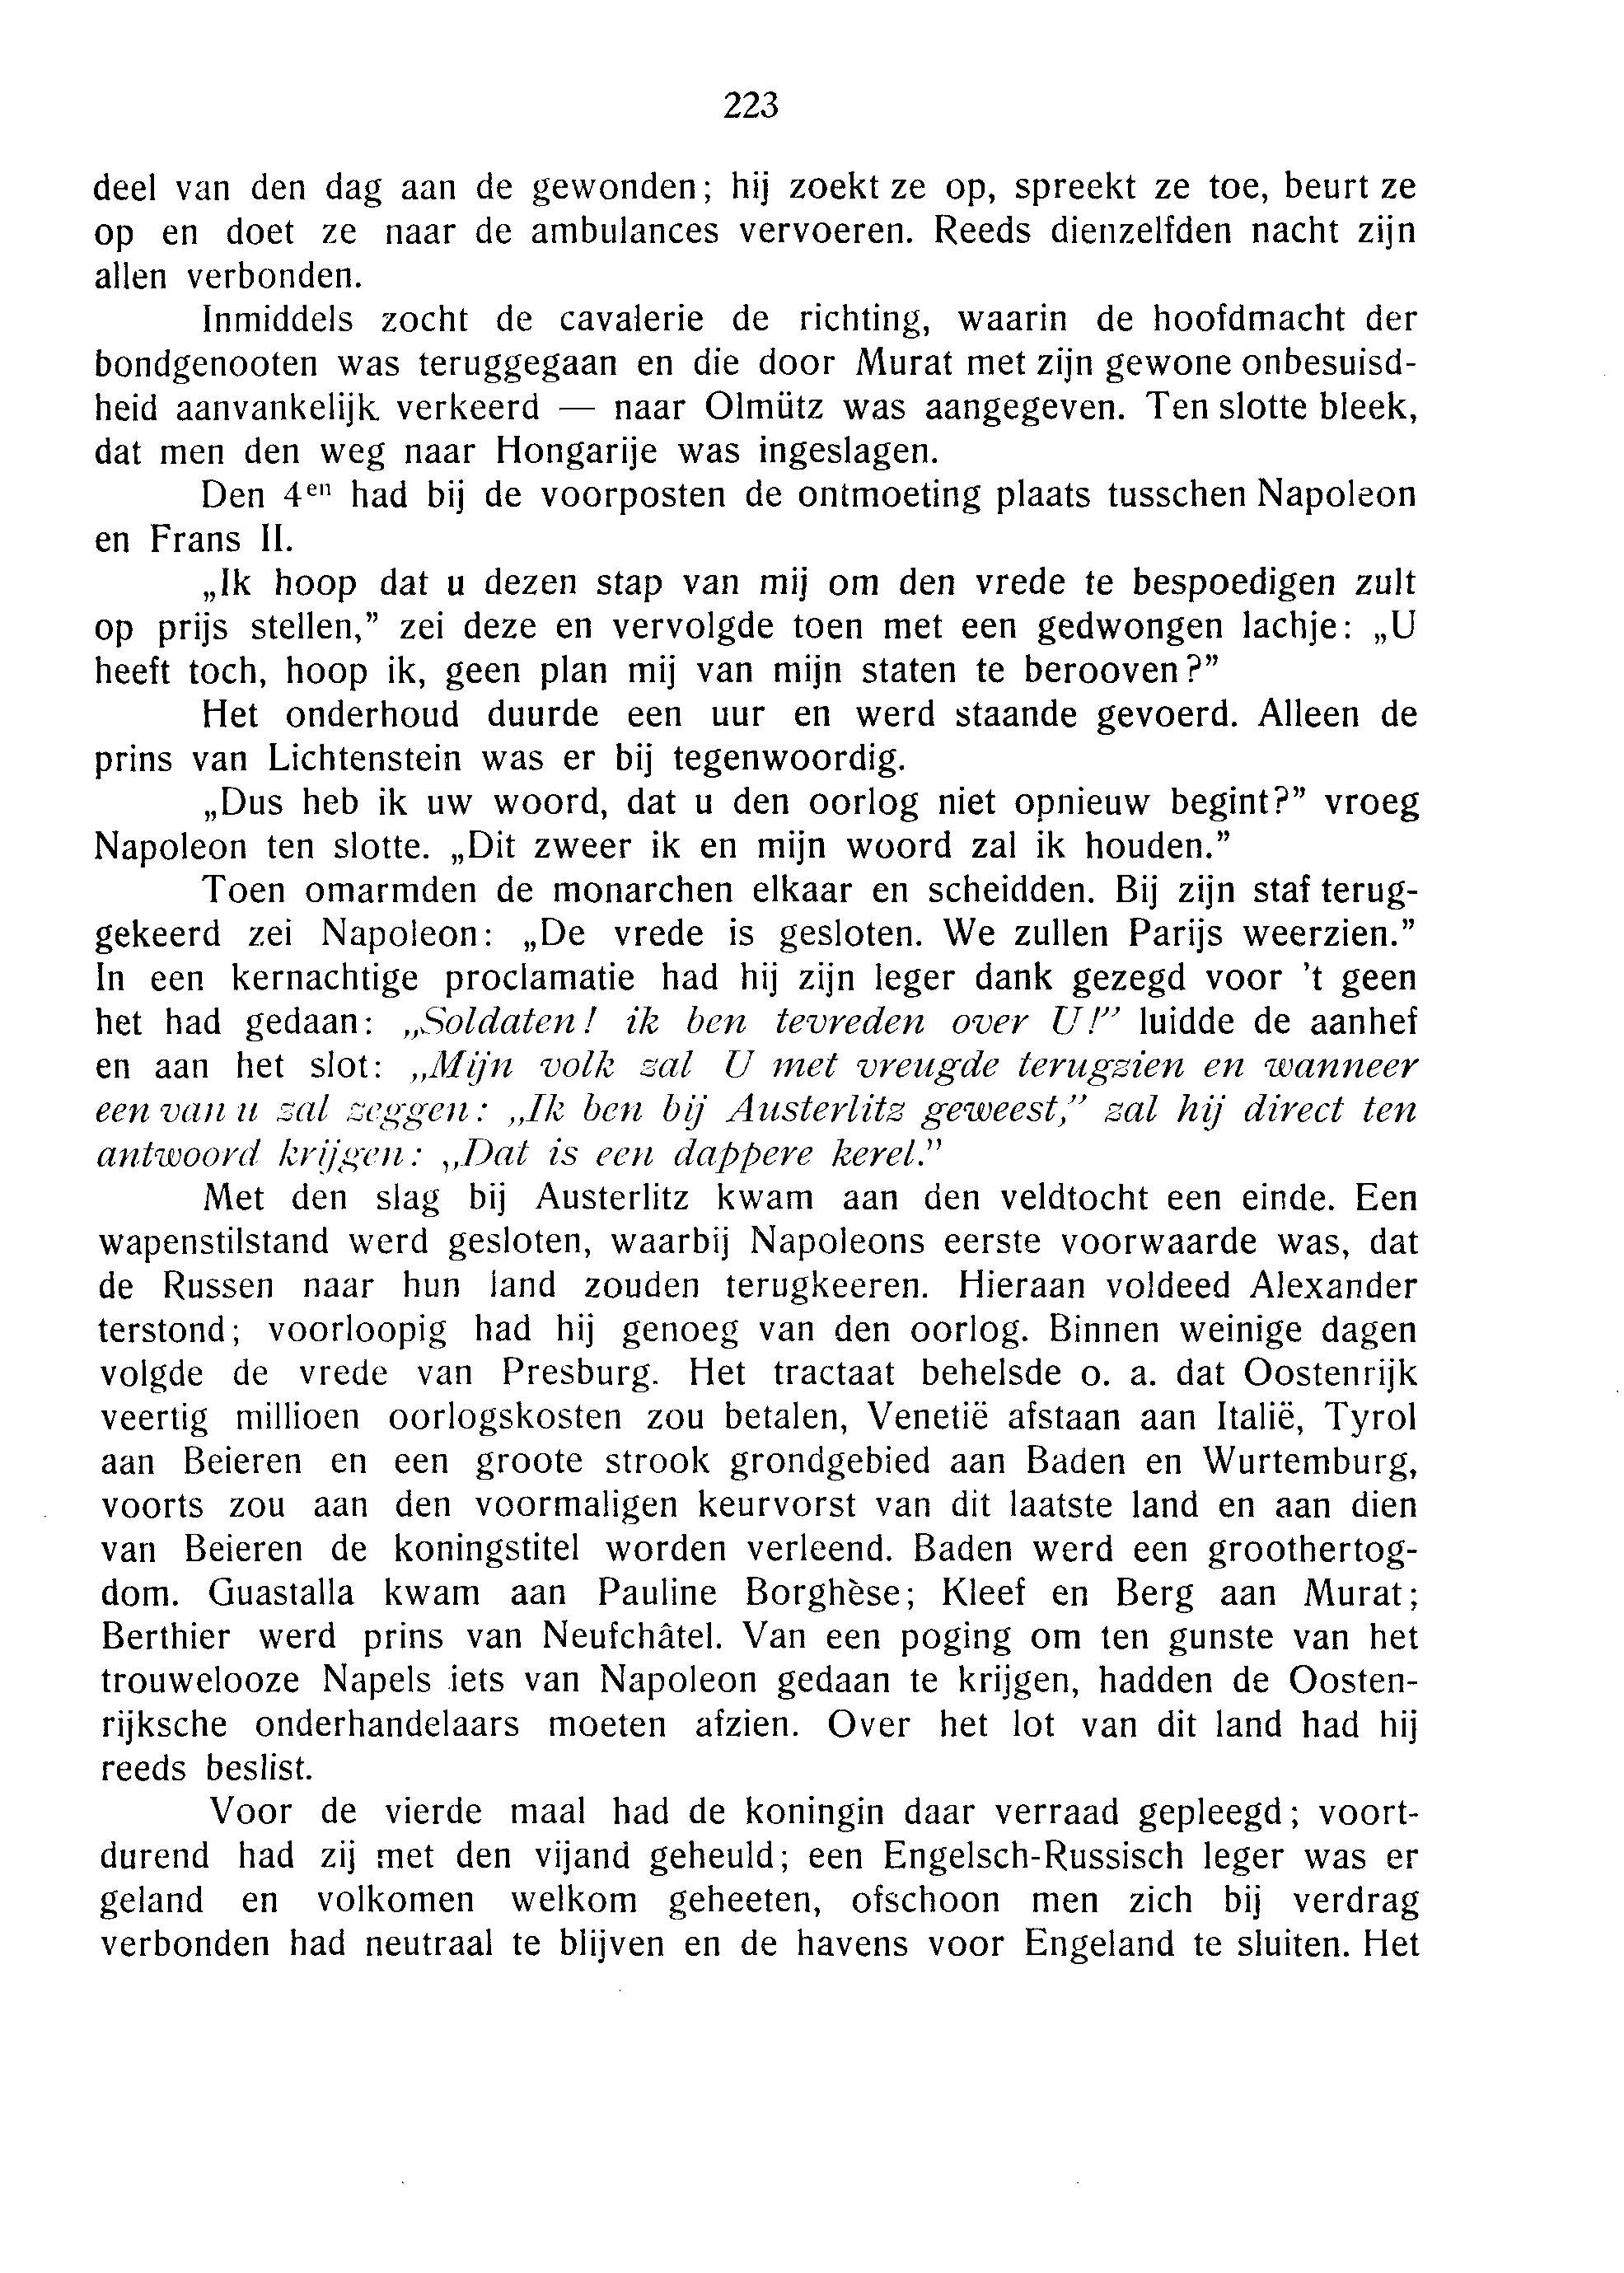 223
deel van den dag aan de gewonden; hij zoekt ze op, spreekt ze toe, beurt ze
op en doet ze naar de ambulances vervoeren. Reeds dienzelfden nacht zijn
allen verbonden.
Inmiddels zocht de cavalerie de richting, waarin de hoofdmacht der
bondgenooten was teruggegaan en die door Murat met zijn gewone onbesuisd-
heid aanvankelijk verkeerd — naar Olmütz was aangegeven. Ten slotte bleek,
dat men den weg naar Hongarije was ingeslagen.
Den 4en had bij de voorposten de ontmoeting plaats tusschen Napoleon
en Frans II.
„Ik hoop dat u dezen stap van mij om den vrede te bespoedigen zult
op prijs stellen,” zei deze en vervolgde toen met een gedwongen lachje: „U
heeft toch, hoop ik, geen plan mij van mijn staten te berooven?”
Het onderhoud duurde een uur en werd staande gevoerd. Alleen de
prins van Lichtenstein was er bij tegenwoordig.
„Dus heb ik uw woord, dat u den oorlog niet opnieuw begint?” vroeg
Napoleon ten slotte. „Dit zweer ik en mijn woord zal ik houden.”
Toen omarmden de monarchen elkaar en scheidden. Bij zijn staf terug-
gekeerd zei Napoleon: „De vrede is gesloten. We zullen Parijs weerzien.”
In een kernachtige proclamatie had hij zijn leger dank gezegd voor 't geen
het had gedaan: „Soldaten! ik ben tevreden over U!” luidde de aanhef
en aan het slot: „Mijn volk zal U met vreugde terugzien en wanneer
een van u zal zeggen: „Ik ben bij Austerlitz geweest,” zal hij direct ten
antwoord krijgen: „Dat is een dappere kerel.”
Met den slag bij Austerlitz kwam aan den veldtocht een einde. Een
wapenstilstand werd gesloten, waarbij Napoleons eerste voorwaarde was, dat
de Russen naar hun land zouden terugkeeren. Hieraan voldeed Alexander
terstond; voorloopig had hij genoeg van den oorlog. Binnen weinige dagen
volgde de vrede van Presburg. Het tractaat behelsde o. a. dat Oostenrijk
veertig millioen oorlogskosten zou betalen, Venetië afstaan aan Italië, Tyrol
aan Beieren en een groote strook grondgebied aan Baden en Wurtemburg,
voorts zou aan den voormaligen keurvorst van dit laatste land en aan dien
van Beieren de koningstitel worden verleend. Baden werd een groothertog-
dom. Guastalla kwam aan Pauline Borghèse; Kleef en Berg aan Murat;
Berthier werd prins van Neufchâtel. Van een poging om ten gunste van het
trouwelooze Napels iets van Napoleon gedaan te krijgen, hadden de Oosten-
rijksche onderhandelaars moeten afzien. Over het lot van dit land had hij
reeds beslist.
Voor de vierde maal had de koningin daar verraad gepleegd; voort-
durend had zij met den vijand geheuld; een Engelsch-Russisch leger was er
geland en volkomen welkom geheeten, ofschoon men zich bij verdrag
verbonden had neutraal te blijven en de havens voor Engeland te sluiten. Het